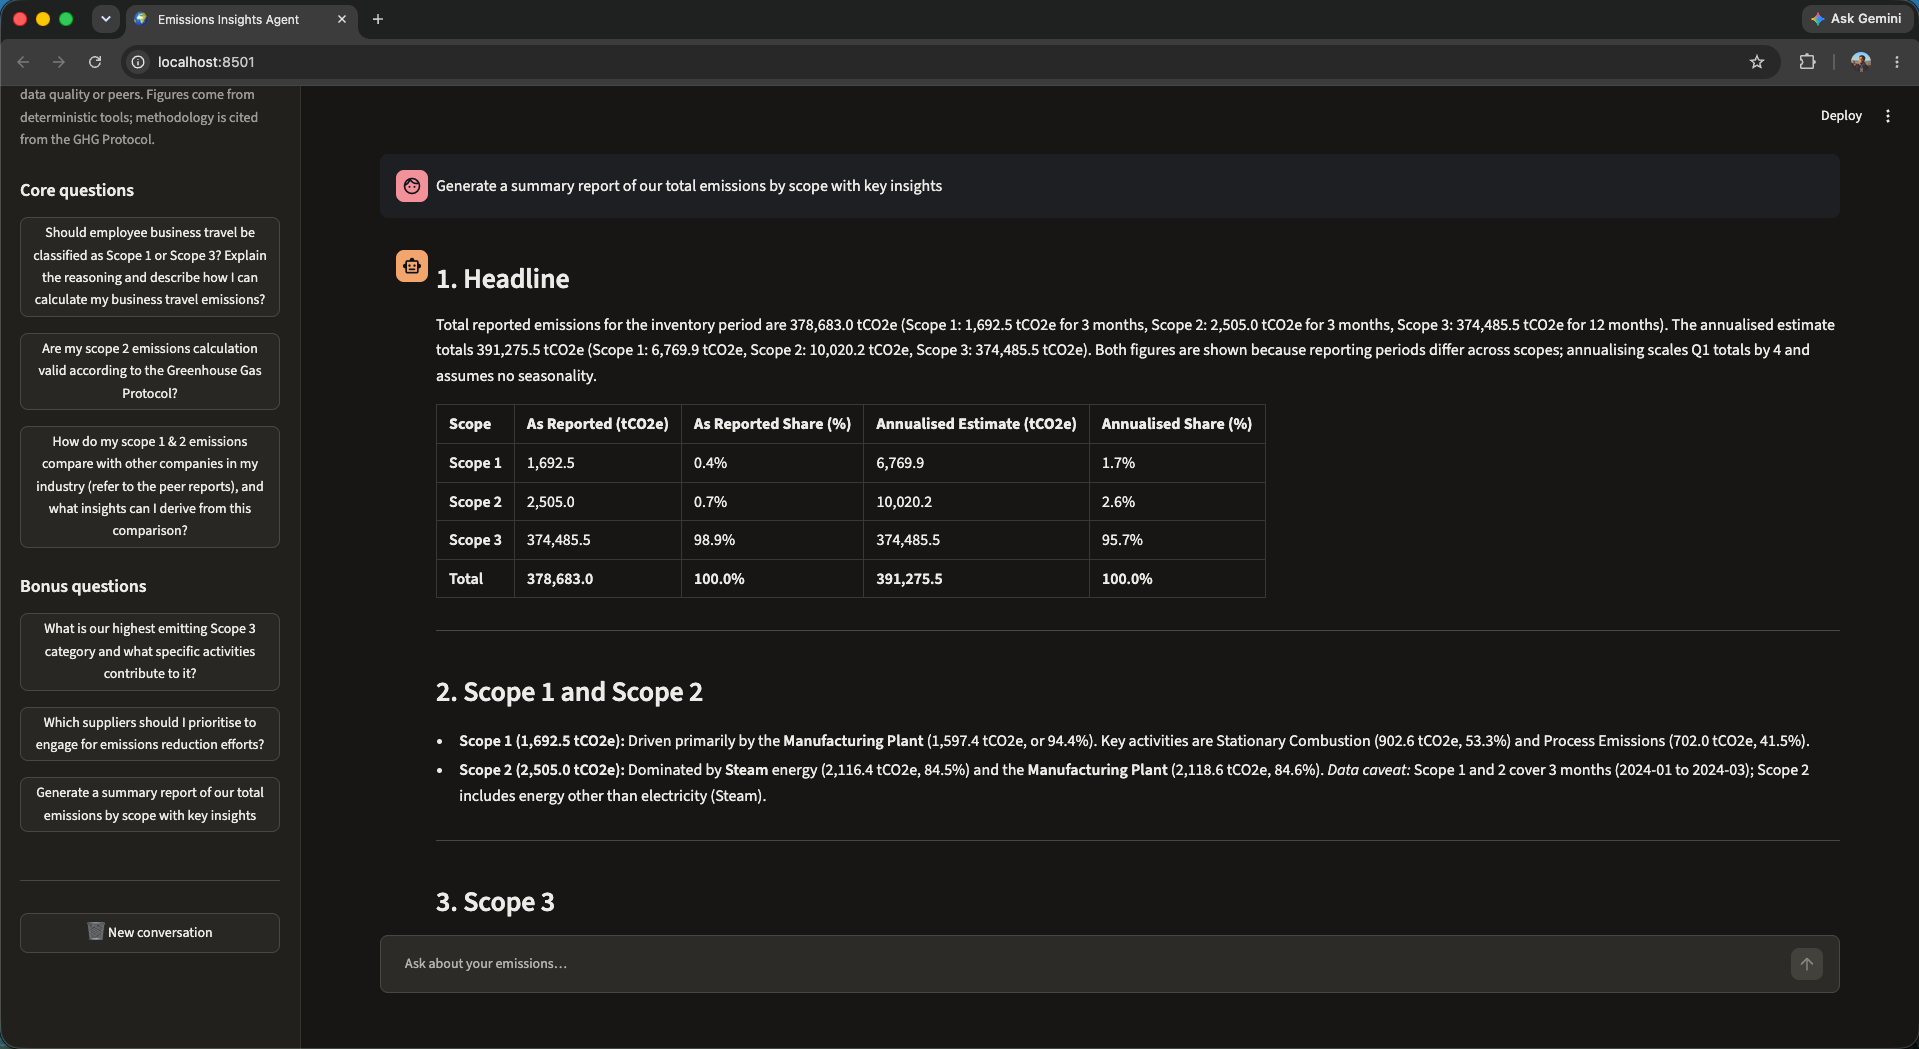 Emissions Insights Agent
Ask Gemini
localhost:8501
data quality or peers. Figures come from
deterministic tools; methodology is cited
from the GHG Protocol.
Core questions
Should employee business travel be
classified as Scope 1 or Scope 3? Explain
the reasoning and describe how I can
calculate my business travel emissions?
Are my scope 2 emissions calculation
valid according to the Greenhouse Gas
Protocol?
How do my scope 1 & 2 emissions
compare with other companies in my
industry (refer to the peer reports), and
what insights can I derive from this
comparison?
Bonus questions
What is our highest emitting Scope 3
category and what specific activities
contribute to it?
Which suppliers should I prioritise to
engage for emissions reduction efforts?
Generate a summary report of our total
emissions by scope with key insights
New conversation
Deploy
Generate a summary report of our total emissions by scope with key insights
1. Headline
Total reported emissions for the inventory period are 378,683.0 tCO2e (Scope 1: 1,692.5 tCO2e for 3 months, Scope 2: 2,505.0 tCO2e for 3 months, Scope 3: 374,485.5 tCO2e for 12 months). The annualised estimate
totals 391,275.5 tCO2e (Scope 1: 6,769.9 tCO2e, Scope 2: 10,020.2 tCO2e, Scope 3: 374,485.5 tCO2e). Both figures are shown because reporting periods differ across scopes; annualising scales Q1 totals by 4 and
assumes no seasonality.
Scope As Reported (tCO2e) As Reported Share (%) Annualised Estimate (tCO2e) Annualised Share (%)
Scope 1 1,692.5 0.4% 6,769.9 1.7%
Scope 2 2,505.0 0.7% 10,020.2 2.6%
Scope 3 374,485.5 98.9% 374,485.5 95.7%
Total 378,683.0 100.0% 391,275.5 100.0%
2. Scope 1 and Scope 2
• Scope 1 (1,692.5 tCO2e): Driven primarily by the Manufacturing Plant (1,597.4 tCO2e, or 94.4%). Key activities are Stationary Combustion (902.6 tCO2e, 53.3%) and Process Emissions (702.0 tCO2e, 41.5%).
• Scope 2 (2,505.0 tCO2e): Dominated by Steam energy (2,116.4 tCO2e, 84.5%) and the Manufacturing Plant (2,118.6 tCO2e, 84.6%). Data caveat: Scope 1 and 2 cover 3 months (2024-01 to 2024-03); Scope 2
includes energy other than electricity (Steam).
3. Scope 3
Ask about your emissions…